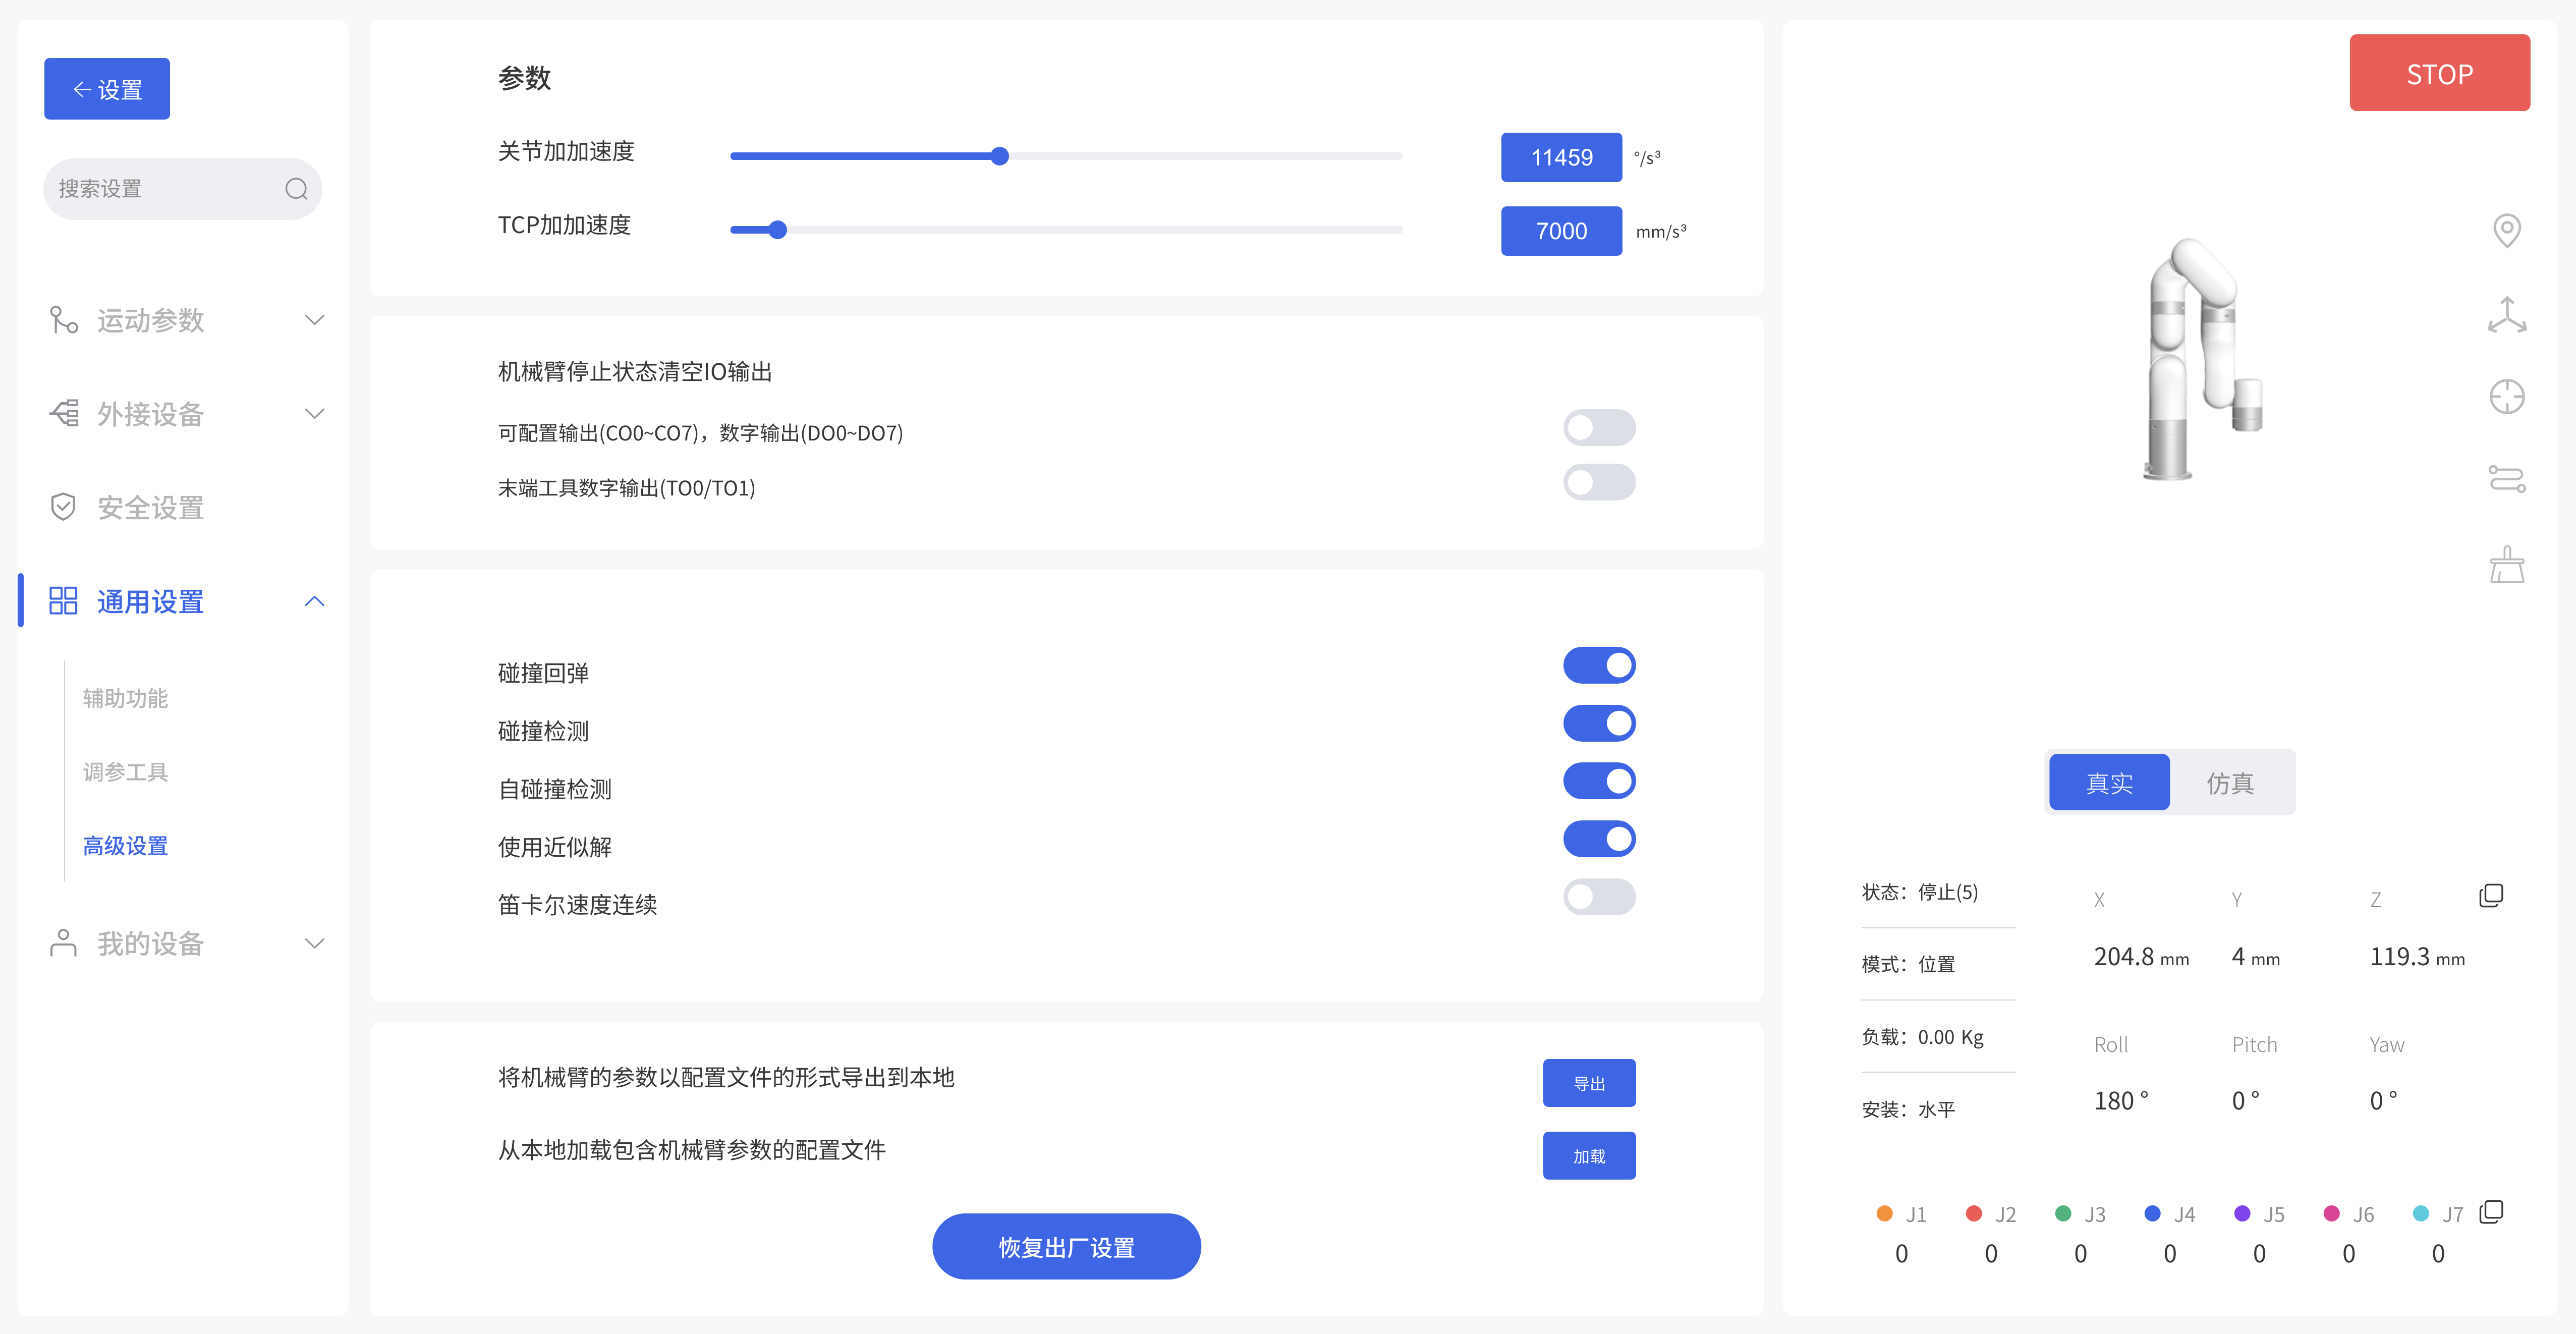 设置
搜索设置
运动参数
外接设备
安全设置
通用设置
辅助功能
调参工具
高级设置
我的设备
参数
关节加加速度 11459 °/s³
TCP加加速度 7000 mm/s³
机械臂停止状态清空IO输出
可配置输出(CO0~CO7)，数字输出(DO0~DO7)
末端工具数字输出(TO0/TO1)
碰撞回弹
碰撞检测
自碰撞检测
使用近似解
笛卡尔速度连续
将机械臂的参数以配置文件的形式导出到本地 导出
从本地加载包含机械臂参数的配置文件 加载
恢复出厂设置
STOP
真实 仿真
状态：停止(5)
模式：位置
负载：0.00 Kg
安装：水平
X Y Z
204.8 mm 4 mm 119.3 mm
Roll Pitch Yaw
180 ° 0 ° 0 °
J1 J2 J3 J4 J5 J6 J7
0 0 0 0 0 0 0